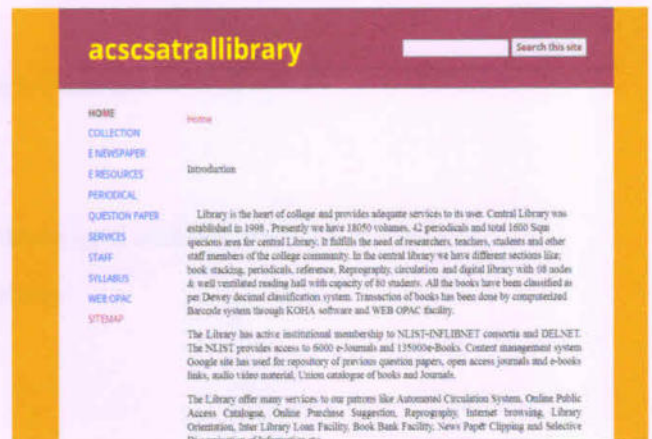 acscsatrallibrary
Search this site
HOME
COLLECTION
E NEWSPAPER
E RESOURCES
PERIODICAL
QUESTION PAPER
SERVICES
STAFF
SYLLABUS
WEB OPAC
SITEMAP
Home
Introduction
Library is the heart of college and provides adequate services to its user. Central Library was
established in 1998 . Presently we have 18050 volumes, 42 periodicals and total 1600 Sqm
specious area for central Library. It fulfills the need of researchers, teachers, students and other
staff members of the college community. In the central library we have different sections like;
book stacking, periodicals, reference, Reprography, circulation and digital library with 08 nodes
& well ventilated reading hall with capacity of 80 students. All the books have been classified as
per Dewey decimal classification system. Transaction of books has been done by computerized
Barcode system through KOHA software and WEB OPAC facility.
The Library has active institutional membership to NLIST-INFLIBNET consortia and DELNET.
The NLIST provides access to 6000 e-Journals and 135000e-Books. Content management system
Google site has used for repository of previous question papers, open access journals and e-books
links, audio video material, Union catalogue of books and Journals.
The Library offer many services to our patrons like Automated Circulation System, Online Public
Access Catalogue, Online Purchase Suggestion, Reprography, Internet browsing, Library
Orientation, Inter Library Loan Facility, Book Bank Facility, News Paper Clipping and Selective